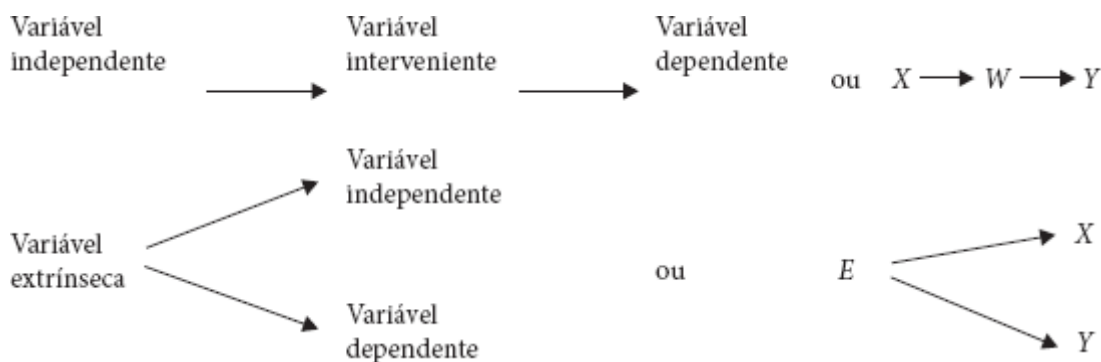 Variável
independente
Variável
interveniente
Variável
dependente
ou X W Y
Variável
independente
Variável
extrínseca
Variável
dependente
ou
E
X
Y